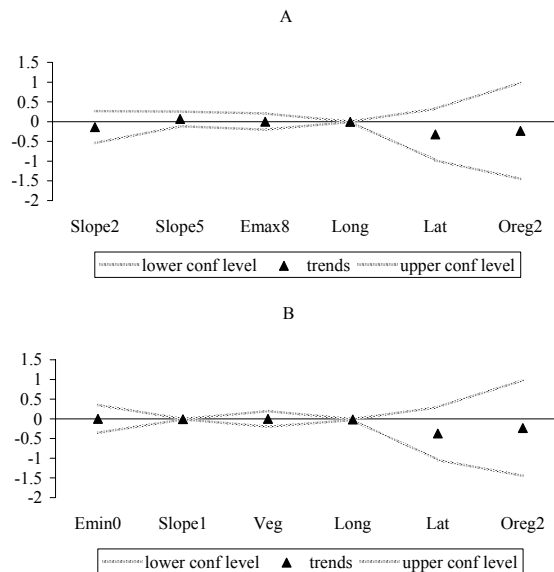 A
1.5
1
0.5
0
-0.5
-1
-1.5
-2
Slope2 Slope5 Emax8 Long Lat Oreg2
lower conf level trends upper conf level
B
1.5
1
0.5
0
-0.5
-1
-1.5
-2
Emin0 Slope1 Veg Long Lat Oreg2
lower conf level trends upper conf level